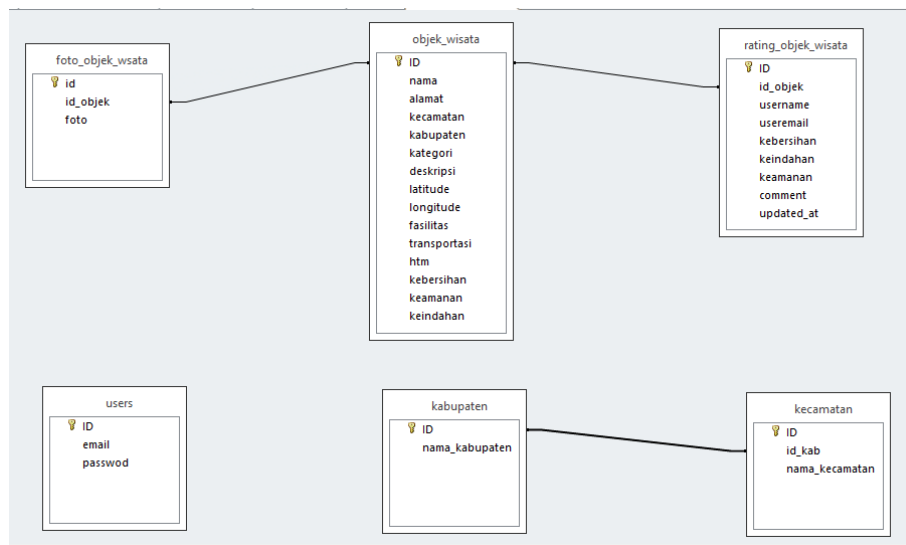 foto_objek_wsata
id
id_objek
foto
objek_wisata
ID
nama
alamat
kecamatan
kabupaten
kategori
deskripsi
latitude
longitude
fasilitas
transportasi
htm
kebersihan
keamanan
keindahan
rating_objek_wisata
ID
id_objek
username
useremail
kebersihan
keindahan
keamanan
comment
updated_at
users
ID
email
passwod
kabupaten
ID
nama_kabupaten
kecamatan
ID
id_kab
nama_kecamatan